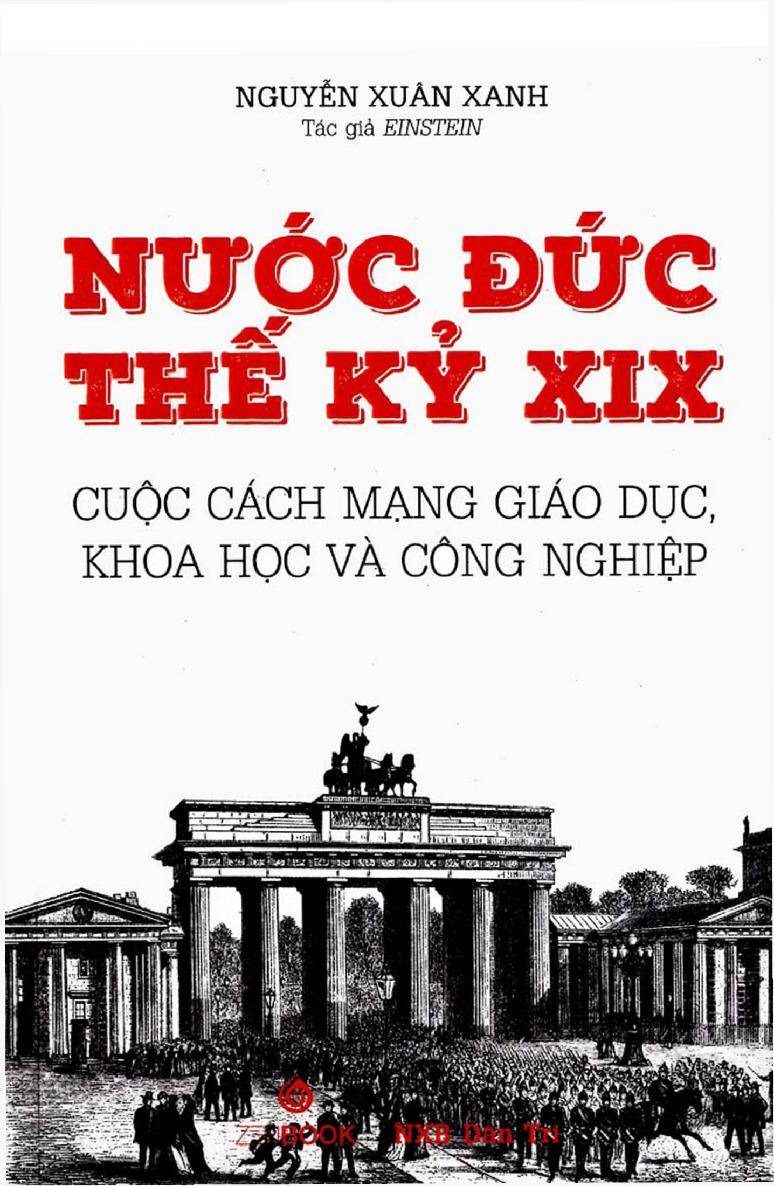 NGUYỄN XUÂN XANH
Tác giả EINSTEIN
NƯỚC ĐỨC
THẾ KỶ XIX
CUỘC CÁCH MẠNG GIÁO DỤC,
KHOA HỌC VÀ CÔNG NGHIỆP
BOOK NXB Dân Trí